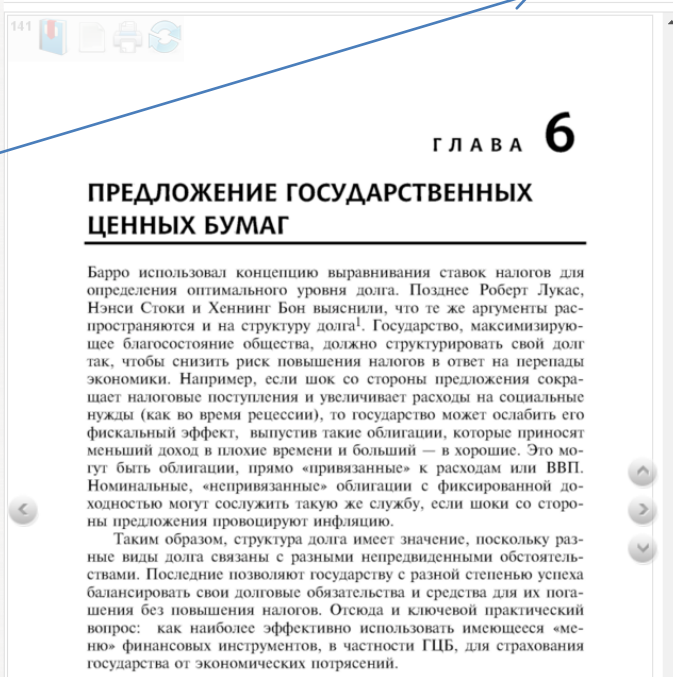 141
ГЛАВА 6
ПРЕДЛОЖЕНИЕ ГОСУДАРСТВЕННЫХ
ЦЕННЫХ БУМАГ
Барро использовал концепцию выравнивания ставок налогов для
определения оптимального уровня долга. Позднее Роберт Лукас,
Нэнси Стоки и Хеннинг Бон выяснили, что те же аргументы рас-
пространяются и на структуру долга¹. Государство, максимизирую-
щее благосостояние общества, должно структурировать свой долг
так, чтобы снизить риск повышения налогов в ответ на перепады
экономики. Например, если шок со стороны предложения сокра-
щает налоговые поступления и увеличивает расходы на социальные
нужды (как во время рецессии), то государство может ослабить его
фискальный эффект, выпустив такие облигации, которые приносят
меньший доход в плохие времени и больший — в хорошие. Это мо-
гут быть облигации, прямо «привязанные» к расходам или ВВП.
Номинальные, «непривязанные» облигации с фиксированной до-
ходностью могут сослужить такую же службу, если шоки со сторо-
ны предложения провоцируют инфляцию.
Таким образом, структура долга имеет значение, поскольку раз-
ные виды долга связаны с разными непредвиденными обстоятель-
ствами. Последние позволяют государству с разной степенью успеха
балансировать свои долговые обязательства и средства для их пога-
шения без повышения налогов. Отсюда и ключевой практический
вопрос: как наиболее эффективно использовать имеющееся «ме-
ню» финансовых инструментов, в частности ГЦБ, для страхования
государства от экономических потрясений.